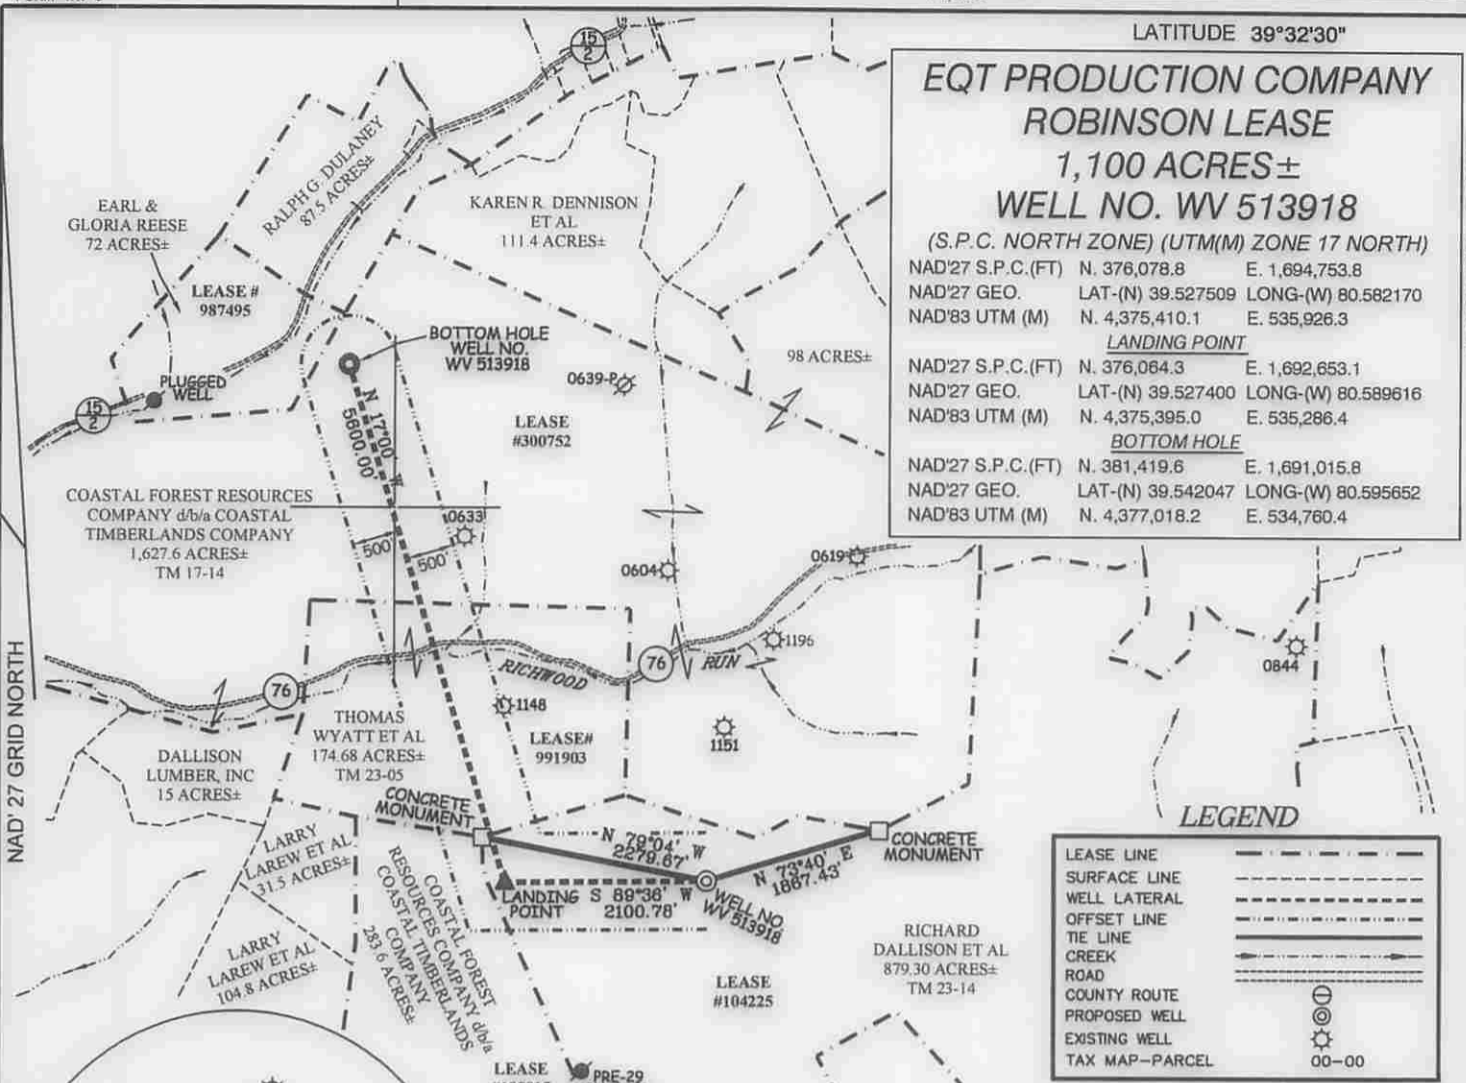 LATITUDE 39°32'30"
EQT PRODUCTION COMPANY
ROBINSON LEASE
1,100 ACRES±
WELL NO. WV 513918
(S.P.C. NORTH ZONE) (UTM(M) ZONE 17 NORTH)
NAD'27 S.P.C.(FT) N. 376,078.8 E. 1,694,753.8
NAD'27 GEO. LAT-(N) 39.527509 LONG-(W) 80.582170
NAD'83 UTM (M) N. 4,375,410.1 E. 535,926.3
LANDING POINT
NAD'27 S.P.C.(FT) N. 376,064.3 E. 1,692,653.1
NAD'27 GEO. LAT-(N) 39.527400 LONG-(W) 80.589616
NAD'83 UTM (M) N. 4,375,395.0 E. 535,286.4
BOTTOM HOLE
NAD'27 S.P.C.(FT) N. 381,419.6 E. 1,691,015.8
NAD'27 GEO. LAT-(N) 39.542047 LONG-(W) 80.595652
NAD'83 UTM (M) N. 4,377,018.2 E. 534,760.4
15
2
RALPH G. DULANEY
87.5 ACRES±
EARL &
GLORIA REESE
72 ACRES±
KAREN R. DENNISON
ET AL
111.4 ACRES±
LEASE #
987495
BOTTOM HOLE
WELL NO.
WV 513918
98 ACRES±
0639-P
PLUGGED
WELL
15
2
N 17°00' W
5600.00'
LEASE
#300752
COASTAL FOREST RESOURCES
COMPANY d/b/a COASTAL
TIMBERLANDS COMPANY
1,627.6 ACRES±
TM 17-14
0633
500'
500'
0604
0619
1196
0844
76
RICHWOOD
76
RUN
NAD' 27 GRID NORTH
1148
1151
THOMAS
WYATT ET AL
174.68 ACRES±
TM 23-05
LEASE#
991903
DALLISON
LUMBER, INC
15 ACRES±
CONCRETE
MONUMENT
N 79°04' W
2279.67'
N 73°40' E
1867.43'
CONCRETE
MONUMENT
LARRY
LAREW ET AL
31.5 ACRES±
LANDING
POINT
S 89°36' W
2100.78'
WELL NO.
WV 513918
COASTAL FOREST
RESOURCES COMPANY d/b/a
COASTAL TIMBERLANDS
COMPANY
283.6 ACRES±
LARRY
LAREW ET AL
104.8 ACRES±
RICHARD
DALLISON ET AL
879.30 ACRES±
TM 23-14
LEASE
#104225
LEASE
PRE-29
LEGEND
LEASE LINE
SURFACE LINE
WELL LATERAL
OFFSET LINE
TIE LINE
CREEK
ROAD
COUNTY ROUTE
PROPOSED WELL
EXISTING WELL
TAX MAP-PARCEL 00-00